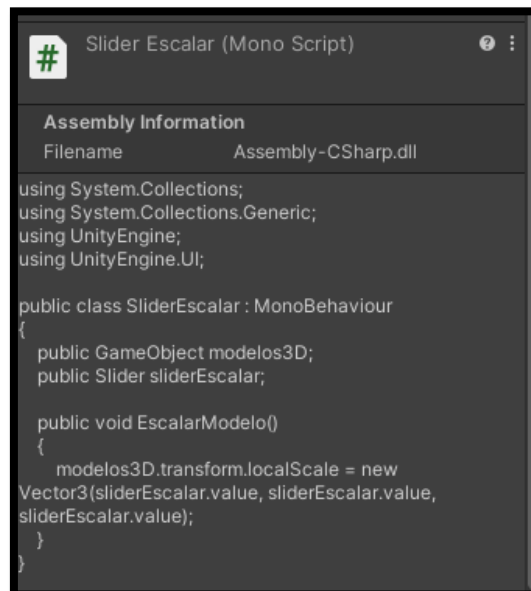 Slider Escalar (Mono Script)
Assembly Information
Filename Assembly-CSharp.dll
using System.Collections;
using System.Collections.Generic;
using UnityEngine;
using UnityEngine.UI;

public class SliderEscalar : MonoBehaviour
{
  public GameObject modelos3D;
  public Slider sliderEscalar;

  public void EscalarModelo()
  {
    modelos3D.transform.localScale = new
Vector3(sliderEscalar.value, sliderEscalar.value,
sliderEscalar.value);
  }
}